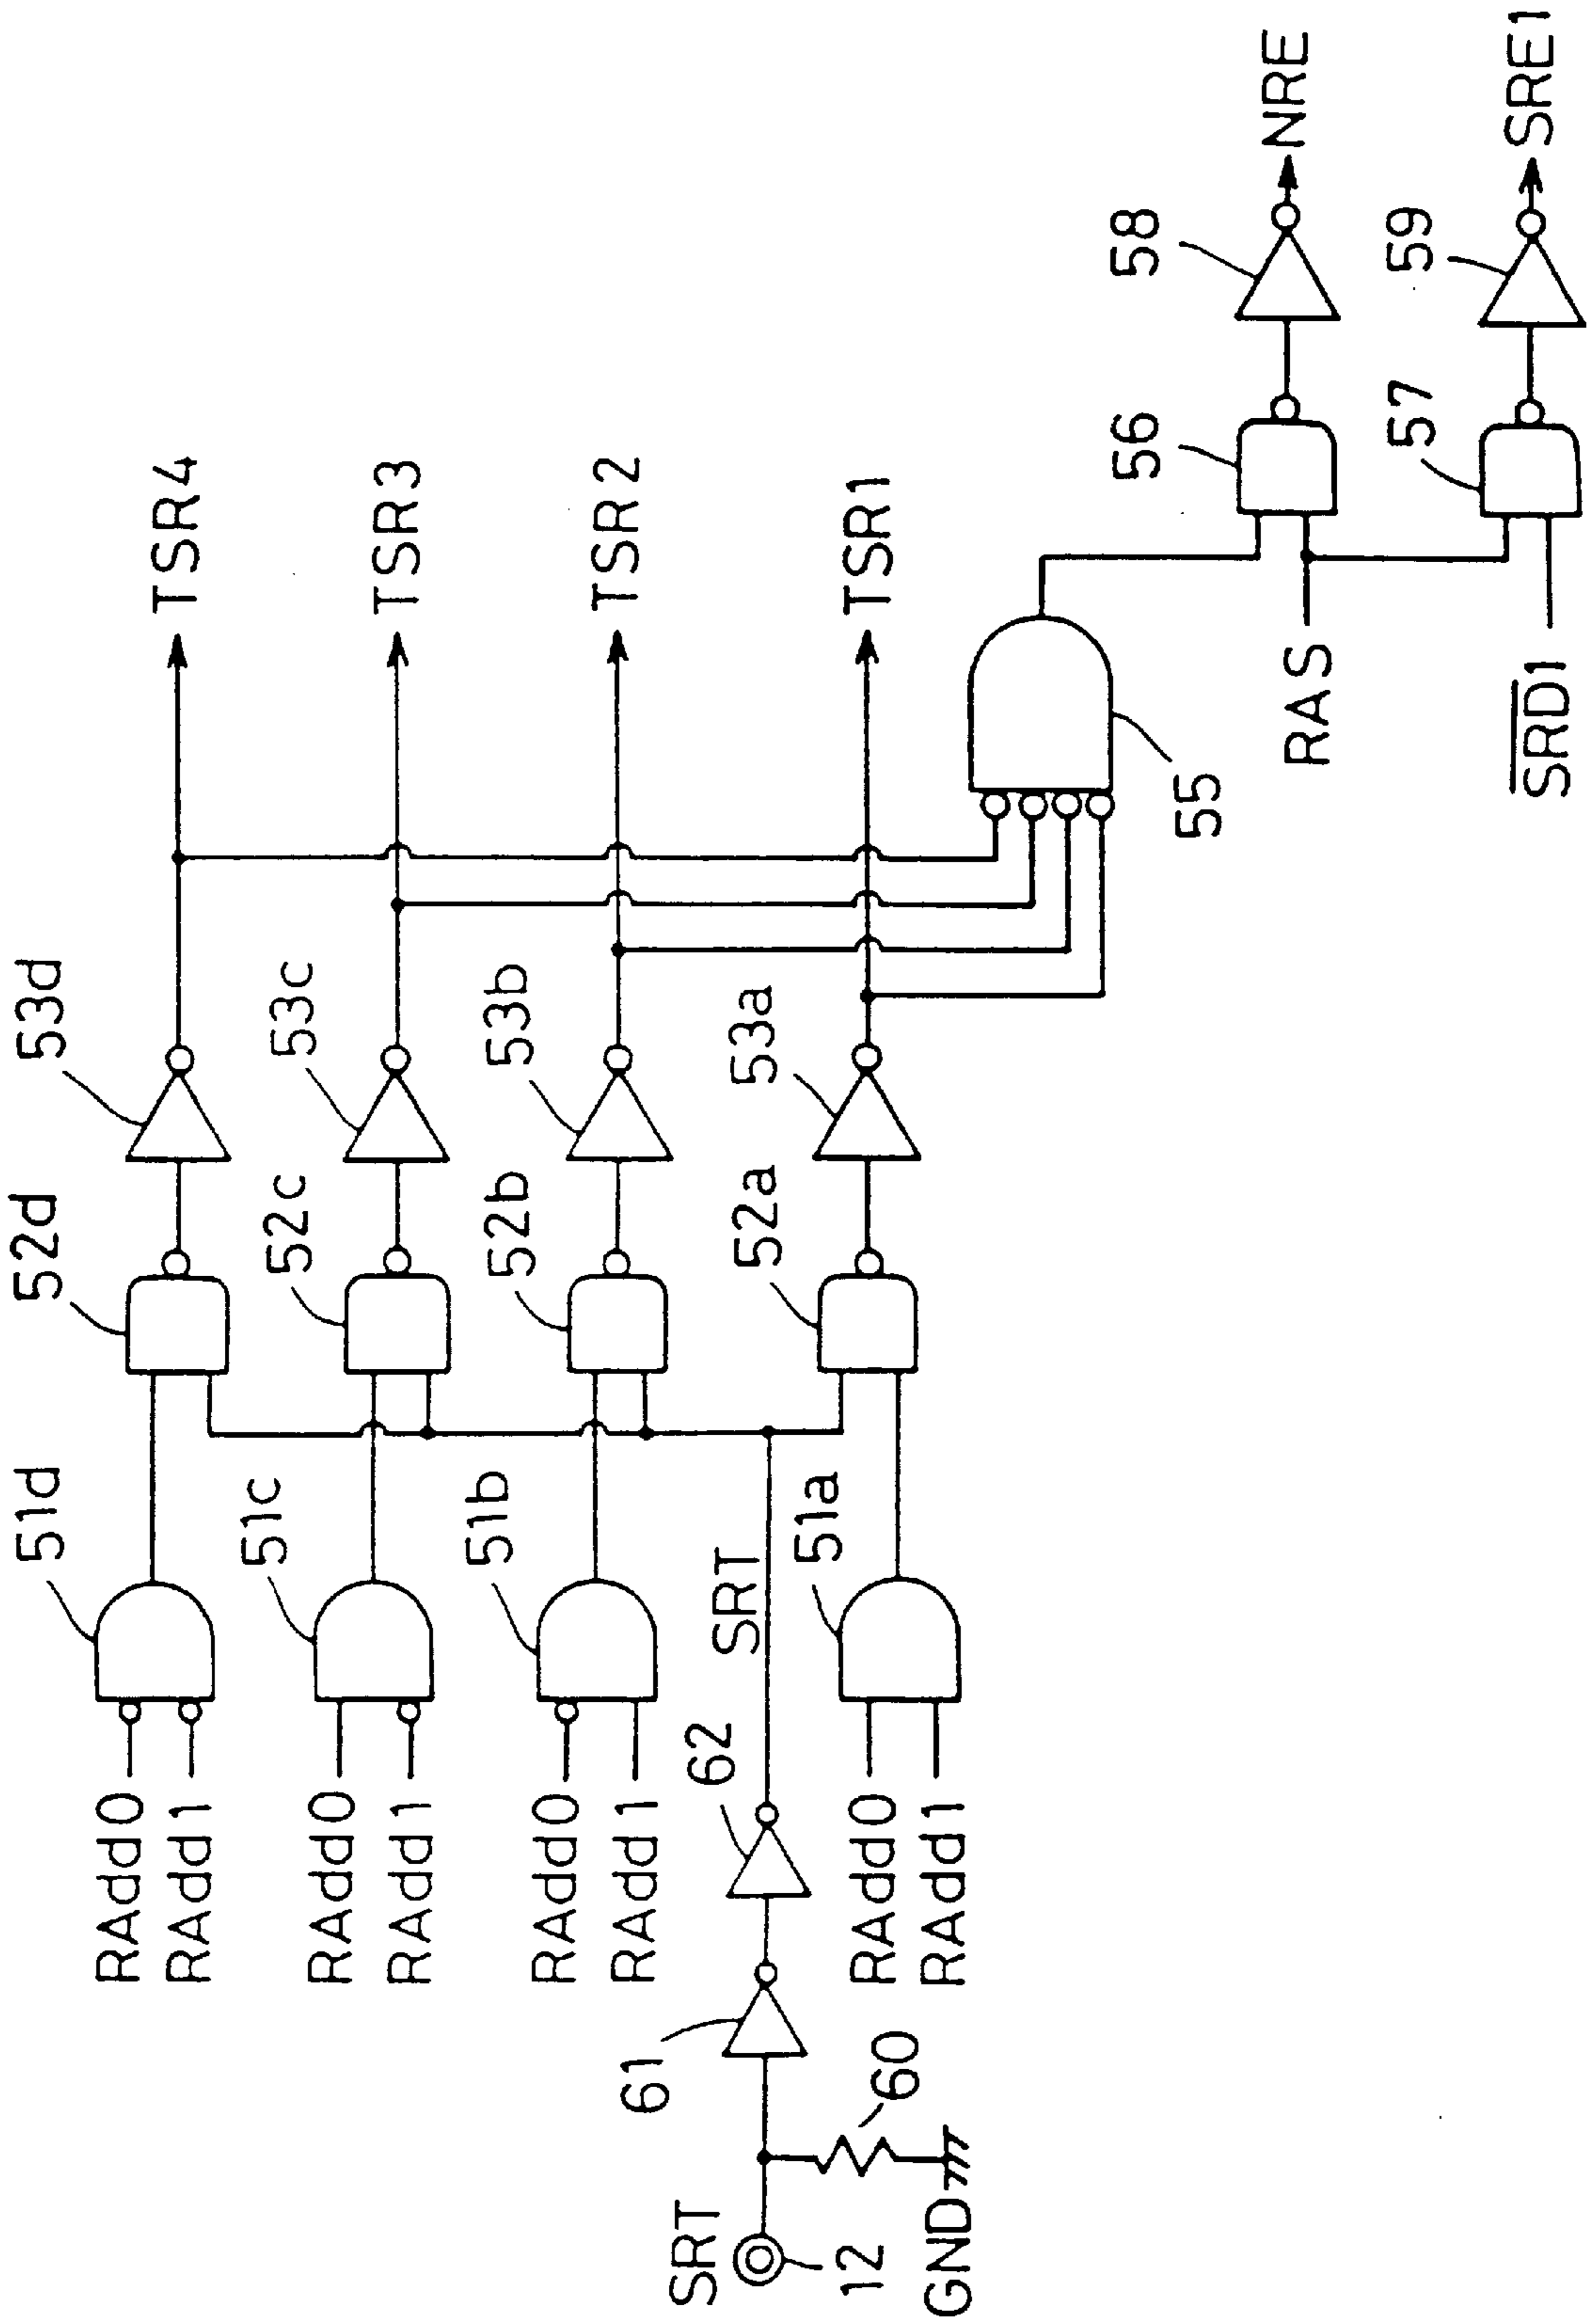 51d
52d
53d
RAdd0
RAdd1
TSR4
51c
52c
53c
RAdd0
RAdd1
TSR3
51b
52b
53b
RAdd0
RAdd1
TSR2
61
62
SRT
SRT
12
60
GND
51a
52a
53a
RAdd0
RAdd1
TSR1
55
56
58
RAS
NRE
57
59
SRD1
SRE1